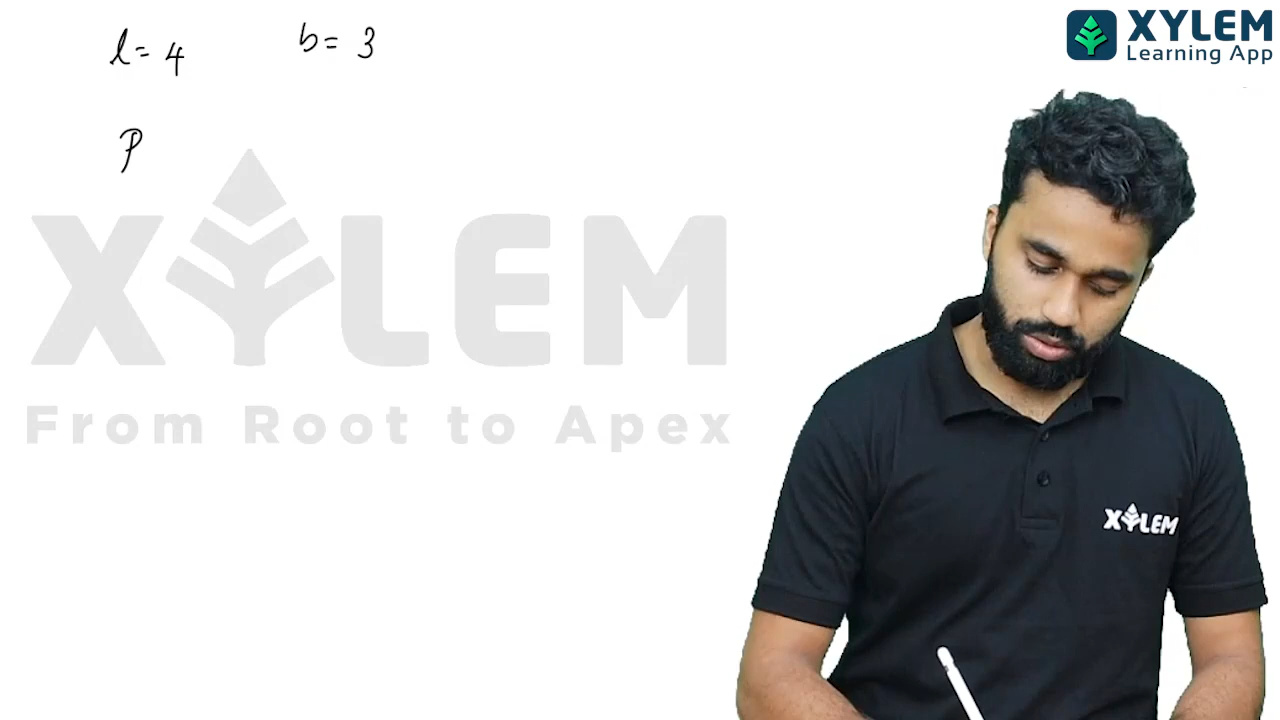 l = 4 b = 3
XYLEM
Learning App
P
XYLEM
From Root to Apex
XYLEM